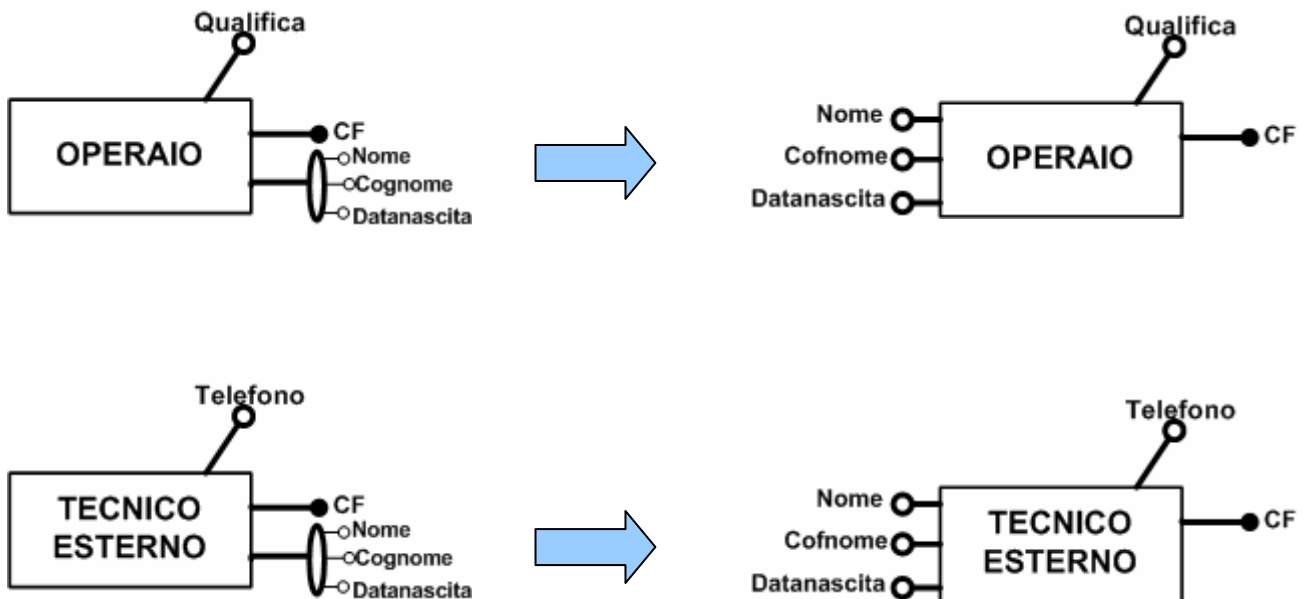 Qualifica
OPERAIO
CF
Nome
Cognome
Datanascita
Qualifica
Nome
Cofnome
Datanascita
OPERAIO
CF
Telefono
TECNICO
ESTERNO
CF
Nome
Cognome
Datanascita
Telefono
Nome
Cofnome
Datanascita
TECNICO
ESTERNO
CF